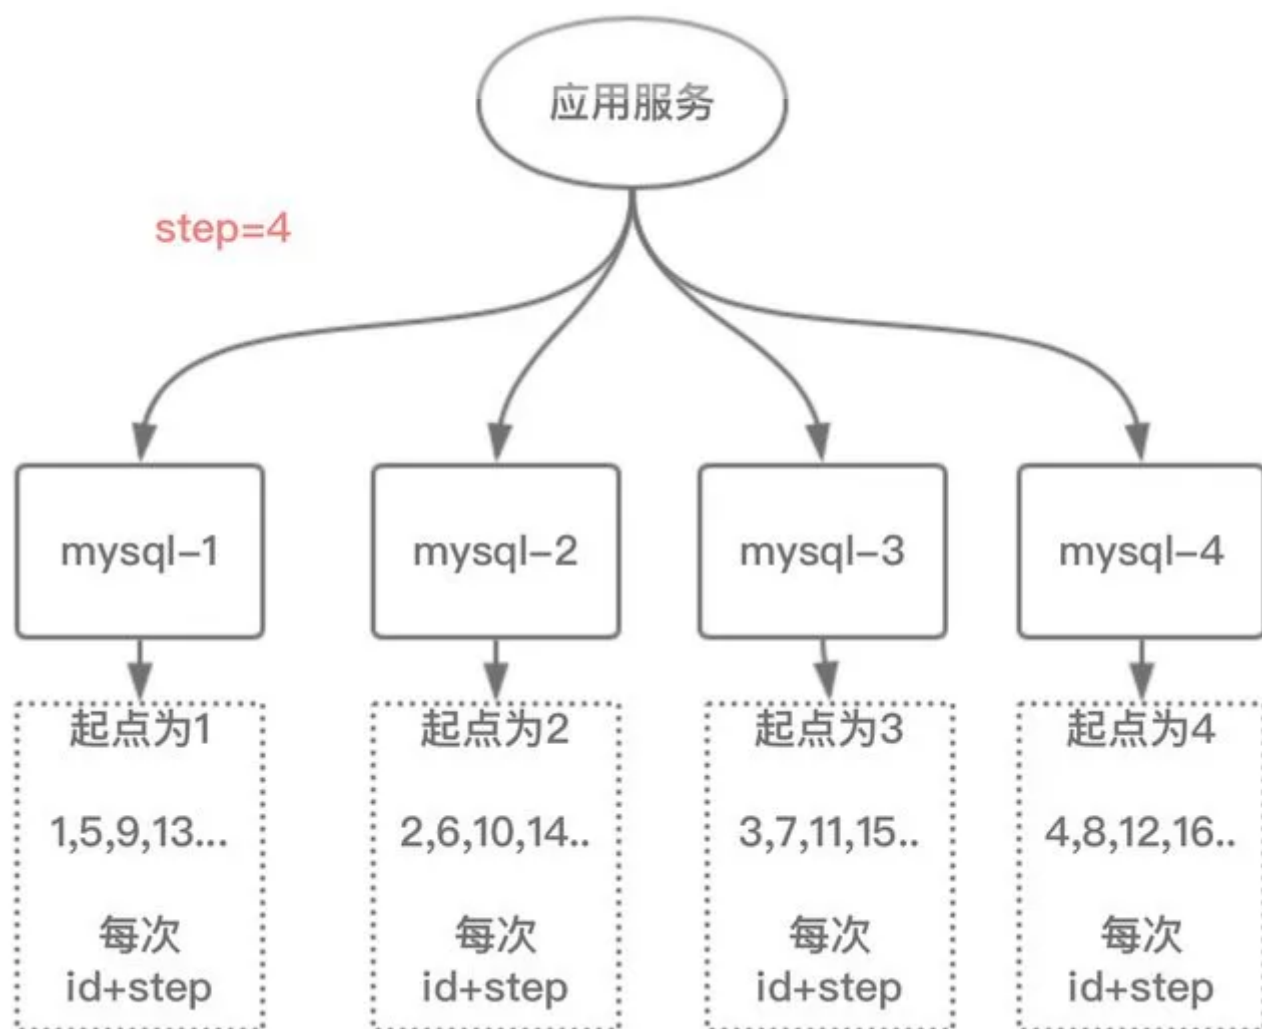 应用服务
step=4
mysql-1
mysql-2
mysql-3
mysql-4
起点为1
1,5,9,13...
每次
id+step
起点为2
2,6,10,14..
每次
id+step
起点为3
3,7,11,15..
每次
id+step
起点为4
4,8,12,16..
每次
id+step